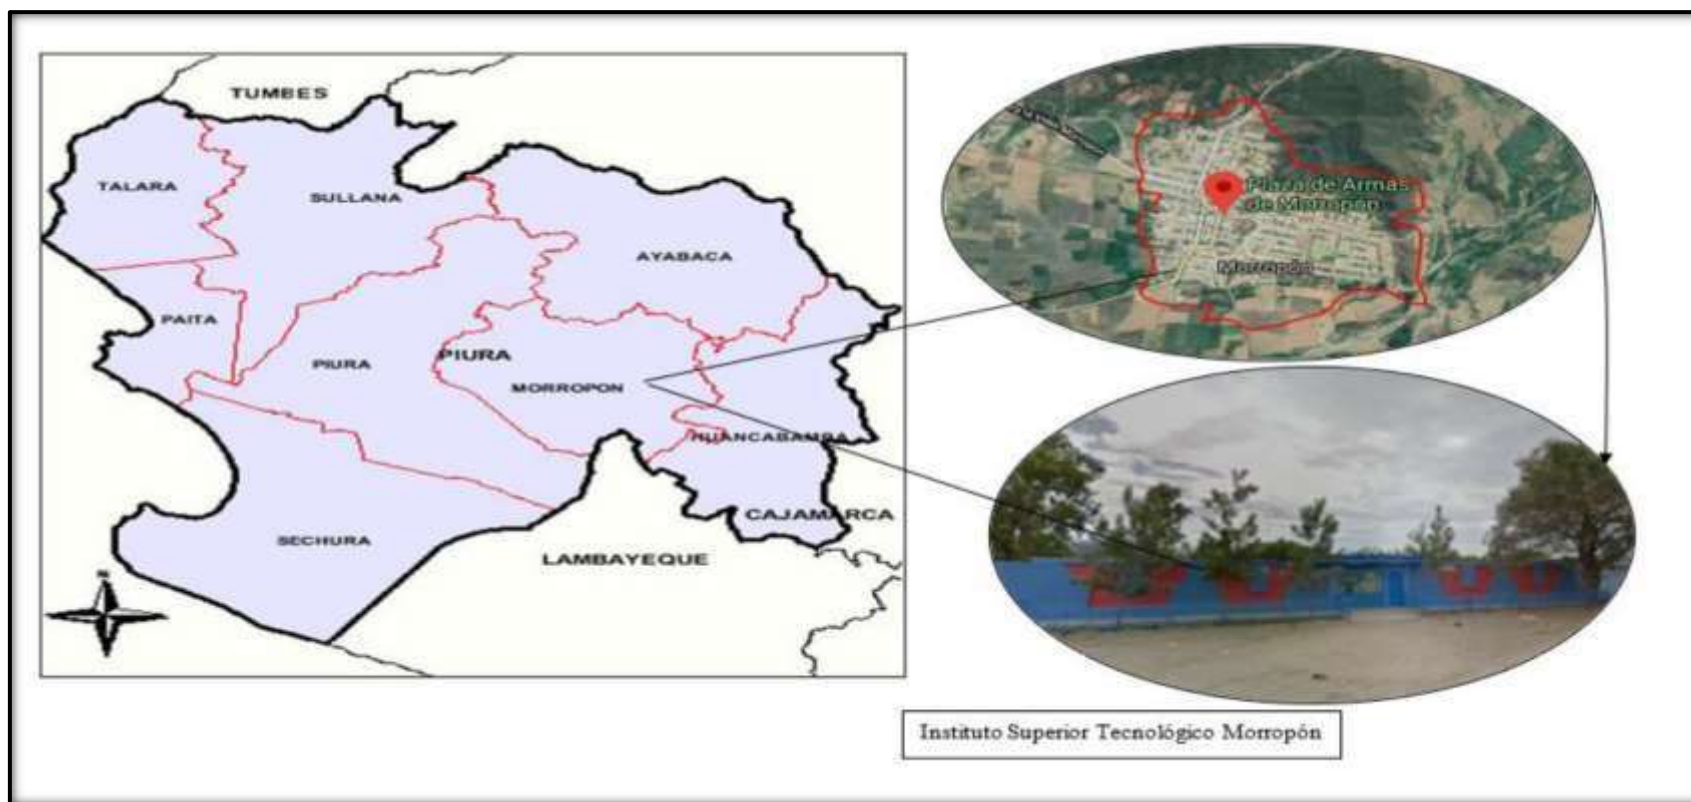 TUMBES
TALARA
SULLANA
AYABACA
PAITA
PIURA
PIURA
MORROPON
HUANCABAMBA
CAJAMARCA
SECHURA
LAMBAYEQUE
N
Plaza de Armas
de Morropón
Morropón
Instituto Superior Tecnológico Morropón